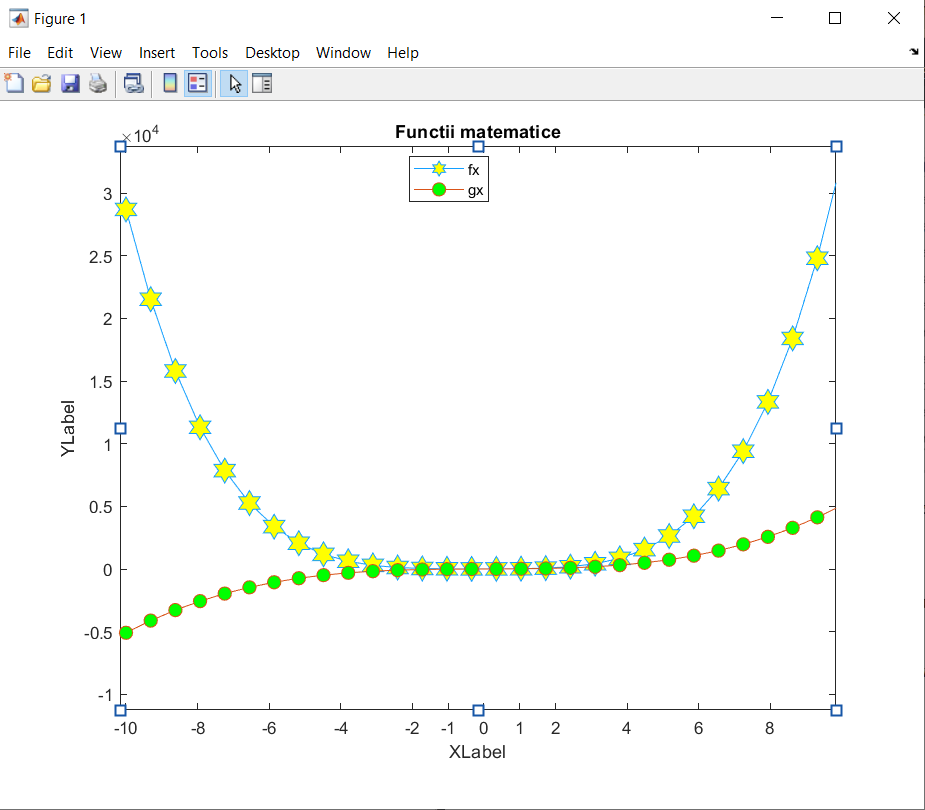 Figure 1
File Edit View Insert Tools Desktop Window Help
Functii matematice
×10^4
fx
gx
3
2.5
2
1.5
1
0.5
0
-0.5
-1
YLabel
-10 -8 -6 -4 -2 -1 0 1 2 4 6 8
XLabel